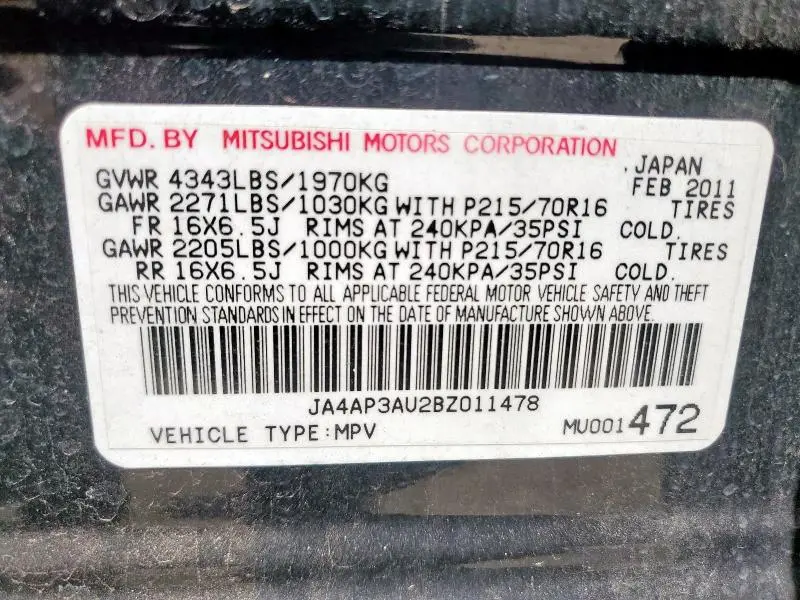 MFD. BY MITSUBISHI MOTORS CORPORATION
JAPAN
GVWR 4343LBS/1970KG FEB 2011
GAWR 2271LBS/1030KG WITH P215/70R16 TIRES
FR 16X6.5J RIMS AT 240KPA/35PSI COLD.
GAWR 2205LBS/1000KG WITH P215/70R16 TIRES
RR 16X6.5J RIMS AT 240KPA/35PSI COLD.
THIS VEHICLE CONFORMS TO ALL APPLICABLE FEDERAL MOTOR VEHICLE SAFETY AND THEFT
PREVENTION STANDARDS IN EFFECT ON THE DATE OF MANUFACTURE SHOWN ABOVE.
JA4AP3AU2BZ011478
VEHICLE TYPE:MPV MU001472